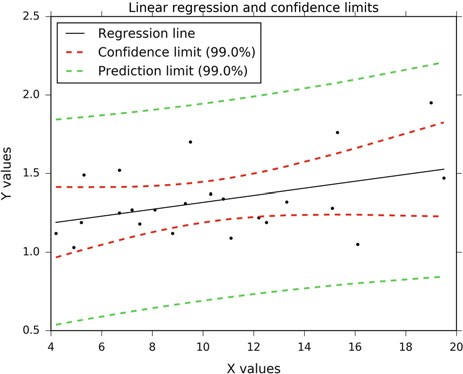 Linear regression and confidence limits
2.5
Regression line
Confidence limit (99.0%)
Prediction limit (99.0%)
2.0
Y values
1.5
1.0
0.5
4 6 8 10 12 14 16 18 20
X values